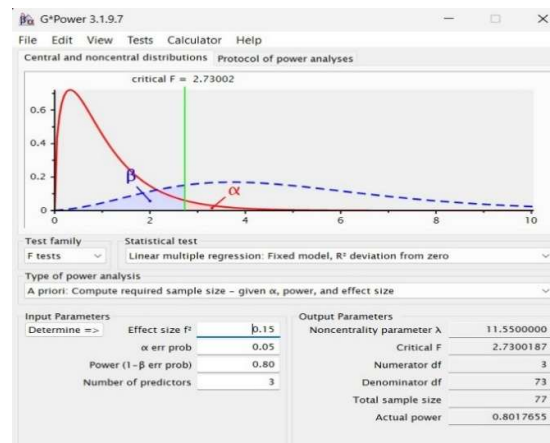 G*Power 3.1.9.7
File Edit View Tests Calculator Help
Central and noncentral distributions Protocol of power analyses
critical F = 2.73002
0.6
0.4
0.2
0
β
α
0 2 4 6 8 10
Test family Statistical test
F tests Linear multiple regression: Fixed model, R² deviation from zero
Type of power analysis
A priori: Compute required sample size – given α, power, and effect size
Input Parameters Output Parameters
Determine => Effect size f² 0.15 Noncentrality parameter λ 11.5500000
α err prob 0.05 Critical F 2.7300187
Power (1-β err prob) 0.80 Numerator df 3
Number of predictors 3 Denominator df 73
Total sample size 77
Actual power 0.8017655